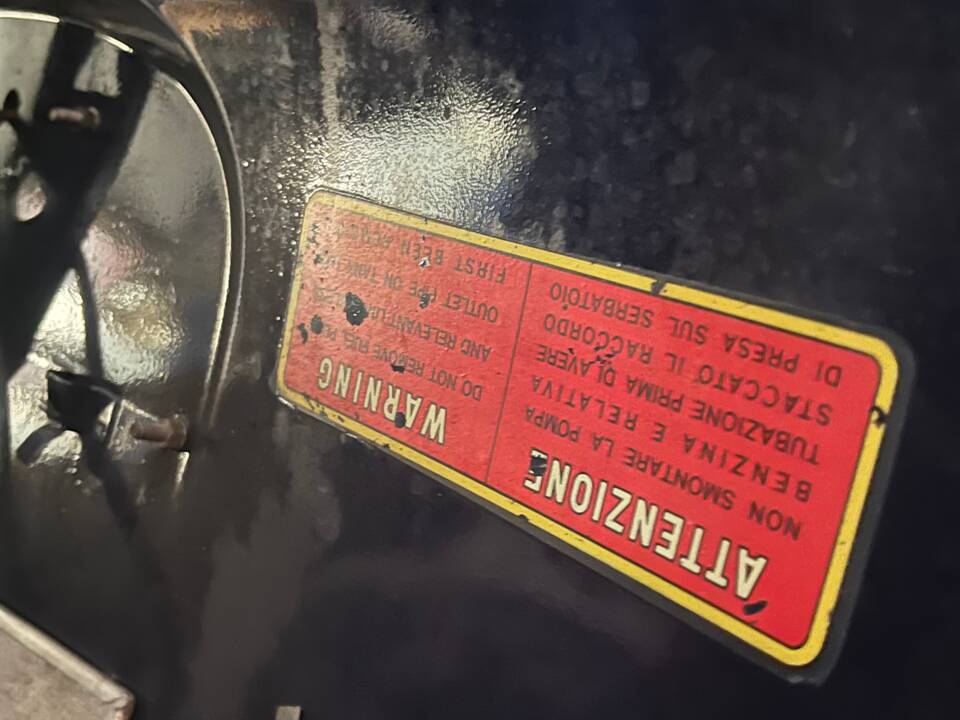 ATTENZIONE
NON SMONTARE LA POMPA
BENZINA E RELATIVA
TUBAZIONE PRIMA DI AVERE
STACCATO IL RACCORDO
DI PRESA SUL SERBATOIO
WARNING
DO NOT REMOVE FUEL
AND RELEVANT
OUTLET PIPE ON TANK
FIRST BEEN